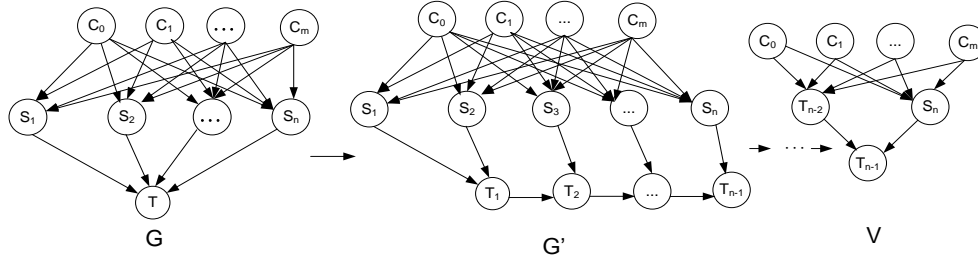 C0 C1 ... Cm
S1 S2 ... Sn
T
G
C0 C1 ... Cm
S1 S2 S3 ... Sn
T1 T2 ... Tn-1
G'
...
C0 C1 ... Cm
Tn-2 Sn
Tn-1
V